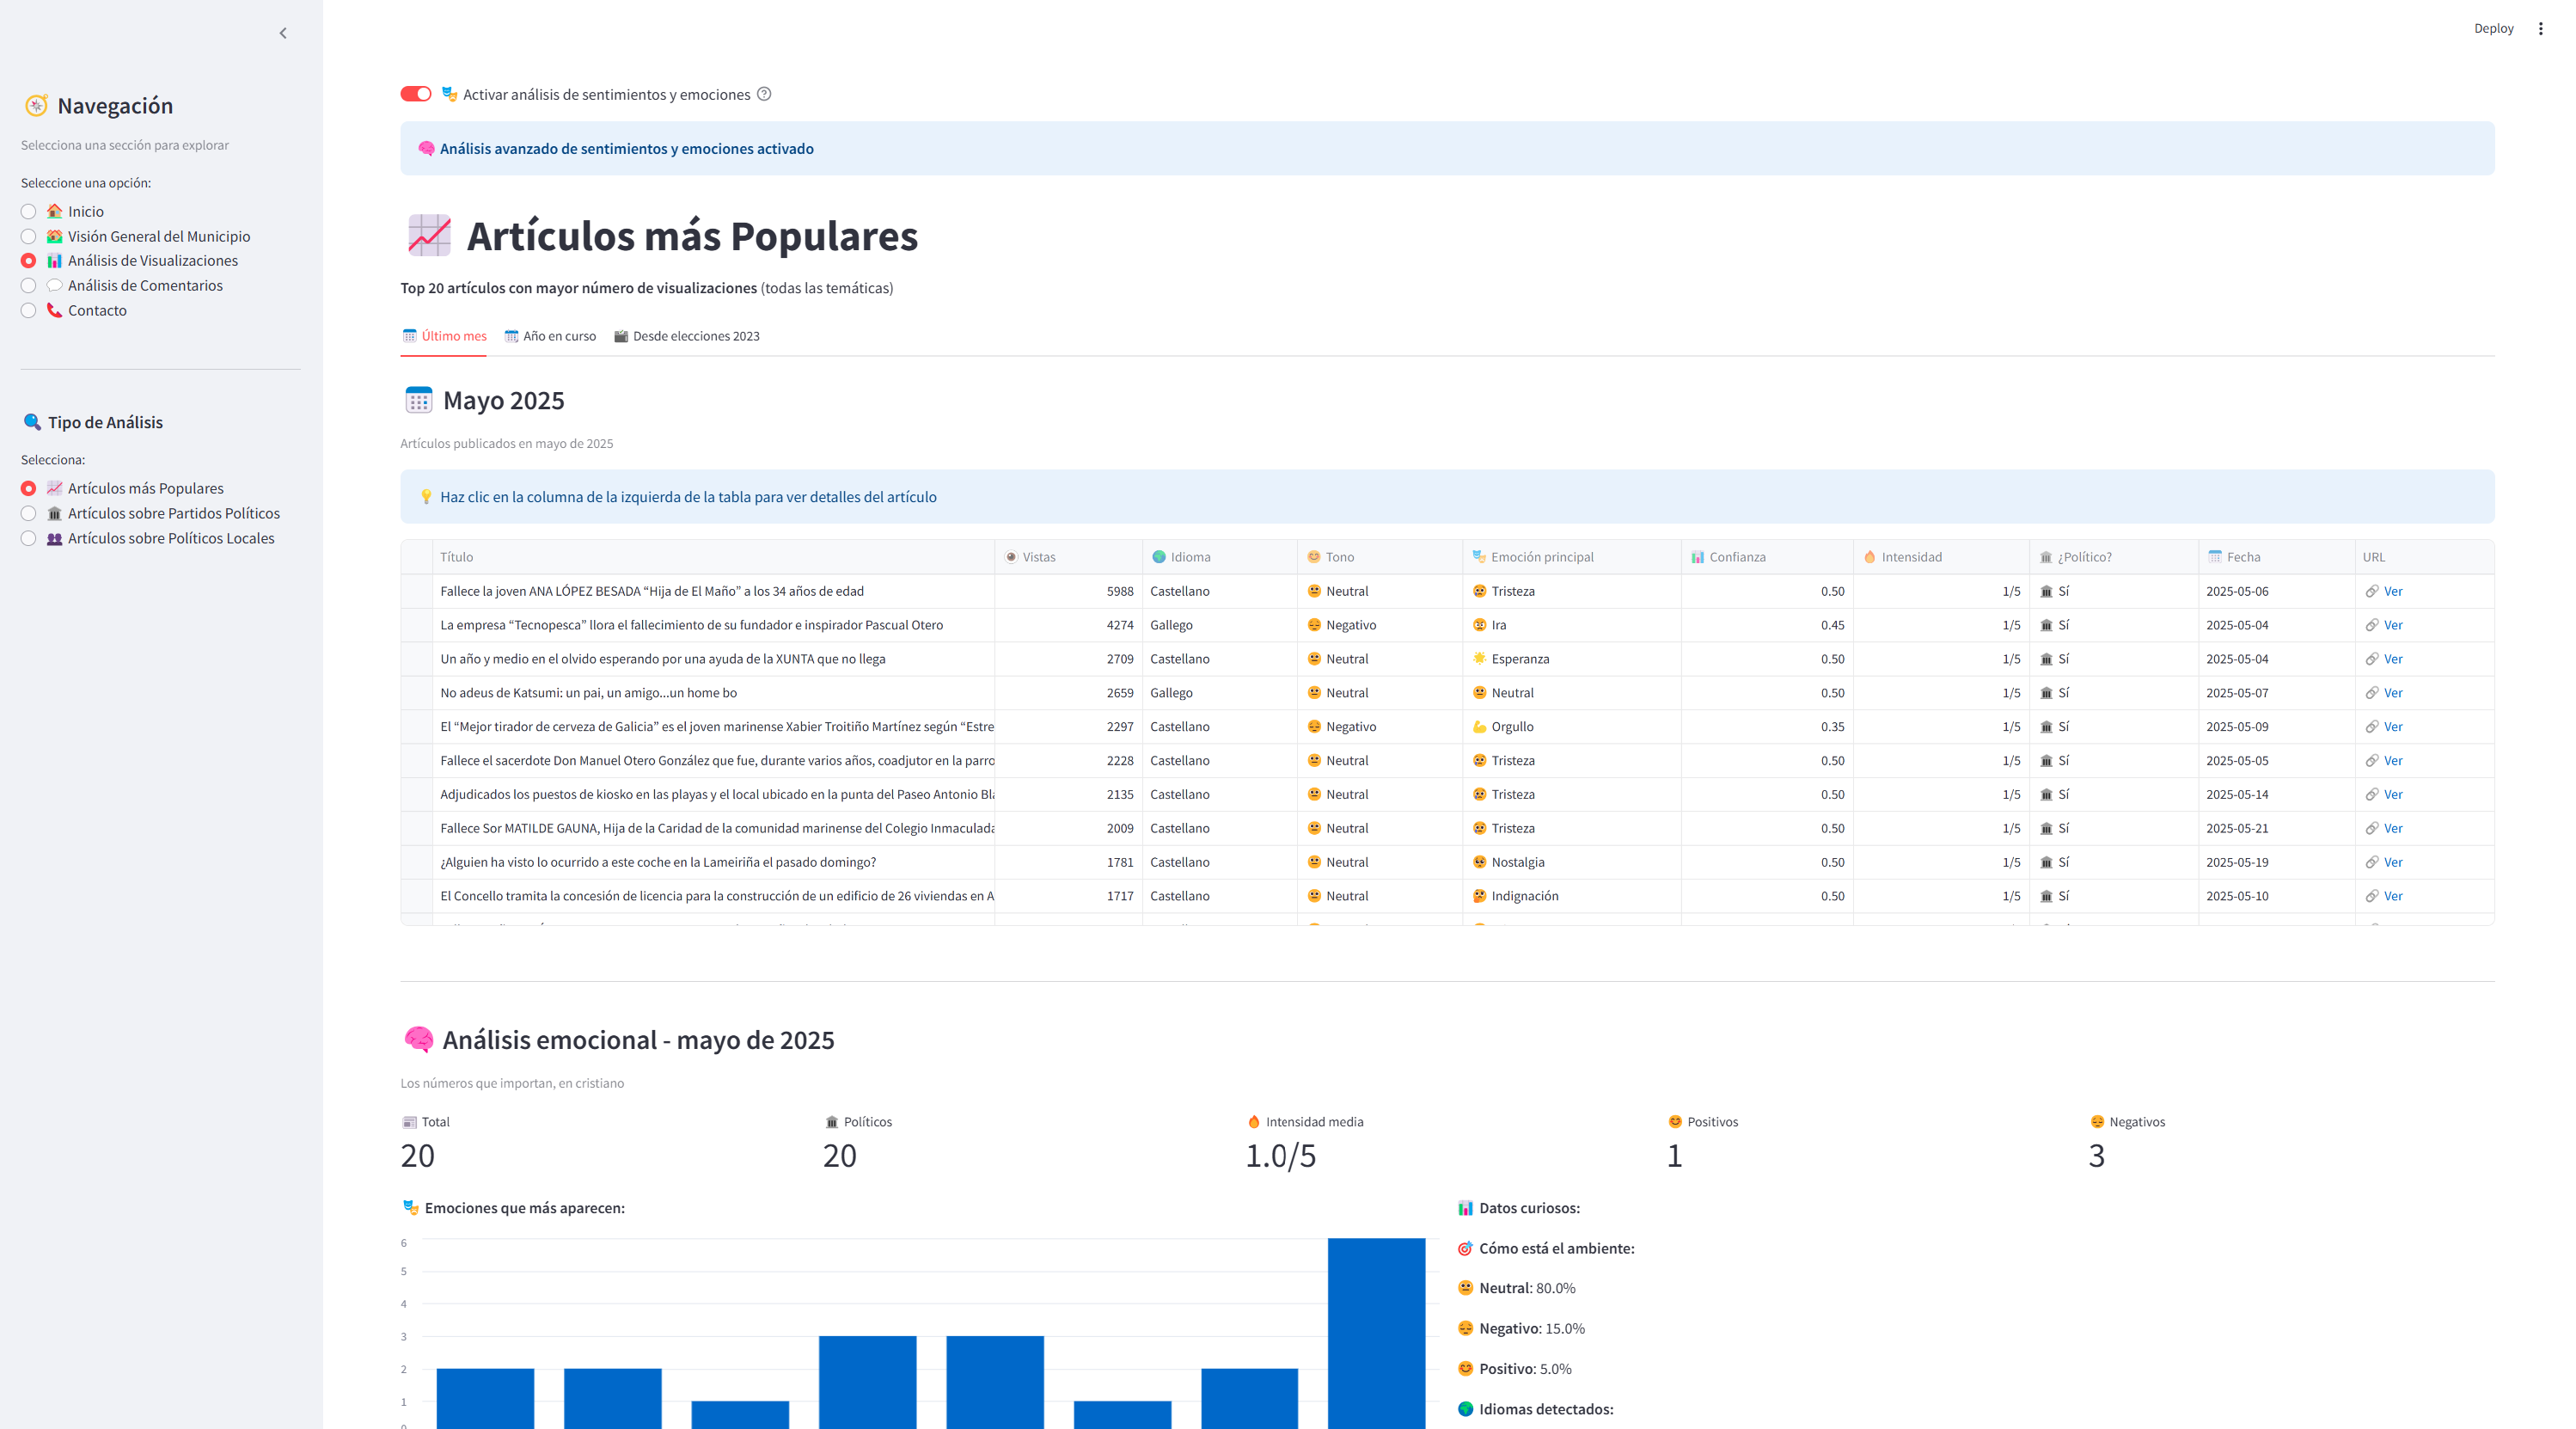 Deploy
Navegación
Selecciona una sección para explorar
Seleccione una opción:
Inicio
Visión General del Municipio
Análisis de Visualizaciones
Análisis de Comentarios
Contacto
Tipo de Análisis
Selecciona:
Artículos más Populares
Artículos sobre Partidos Políticos
Artículos sobre Políticos Locales
Activar análisis de sentimientos y emociones
Análisis avanzado de sentimientos y emociones activado
Artículos más Populares
Top 20 artículos con mayor número de visualizaciones (todas las temáticas)
Último mes Año en curso Desde elecciones 2023
Mayo 2025
Artículos publicados en mayo de 2025
Haz clic en la columna de la izquierda de la tabla para ver detalles del artículo
Título Vistas Idioma Tono Emoción principal Confianza Intensidad ¿Político? Fecha URL
Fallece la joven ANA LÓPEZ BESADA “Hija de El Maño” a los 34 años de edad 5988 Castellano Neutral Tristeza 0.50 1/5 Sí 2025-05-06 Ver
La empresa “Tecnopesca” llora el fallecimiento de su fundador e inspirador Pascual Otero 4274 Gallego Negativo Ira 0.45 1/5 Sí 2025-05-04 Ver
Un año y medio en el olvido esperando por una ayuda de la XUNTA que no llega 2709 Castellano Neutral Esperanza 0.50 1/5 Sí 2025-05-04 Ver
No adeus de Katsumi: un pai, un amigo...un home bo 2659 Gallego Neutral Neutral 0.50 1/5 Sí 2025-05-07 Ver
El “Mejor tirador de cerveza de Galicia” es el joven marinense Xabier Troitiño Martínez según “Estre 2297 Castellano Negativo Orgullo 0.35 1/5 Sí 2025-05-09 Ver
Fallece el sacerdote Don Manuel Otero González que fue, durante varios años, coadjutor en la parro 2228 Castellano Neutral Tristeza 0.50 1/5 Sí 2025-05-05 Ver
Adjudicados los puestos de kiosko en las playas y el local ubicado en la punta del Paseo Antonio Bla 2135 Castellano Neutral Tristeza 0.50 1/5 Sí 2025-05-14 Ver
Fallece Sor MATILDE GAUNA, Hija de la Caridad de la comunidad marinense del Colegio Inmaculada 2009 Castellano Neutral Tristeza 0.50 1/5 Sí 2025-05-21 Ver
¿Alguien ha visto lo ocurrido a este coche en la Lameiriña el pasado domingo? 1781 Castellano Neutral Nostalgia 0.50 1/5 Sí 2025-05-19 Ver
El Concello tramita la concesión de licencia para la construcción de un edificio de 26 viviendas en A 1717 Castellano Neutral Indignación 0.50 1/5 Sí 2025-05-10 Ver
Análisis emocional - mayo de 2025
Los números que importan, en cristiano
Total Políticos Intensidad media Positivos Negativos
20 20 1.0/5 1 3
Emociones que más aparecen:
6
5
4
3
2
1
0
Datos curiosos:
Cómo está el ambiente:
Neutral: 80.0%
Negativo: 15.0%
Positivo: 5.0%
Idiomas detectados: